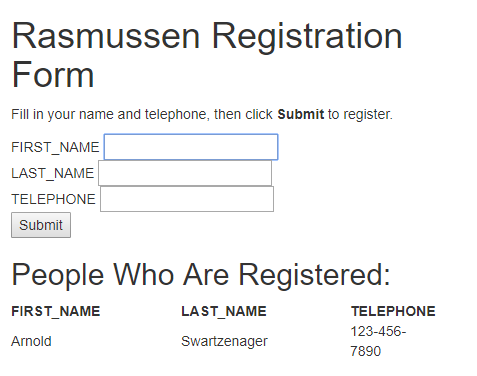 Rasmussen Registration
Form
Fill in your name and telephone, then click Submit to register.
FIRST_NAME
LAST_NAME
TELEPHONE
Submit
People Who Are Registered:
FIRST_NAME LAST_NAME TELEPHONE
Arnold Swartzenager 123-456-
7890